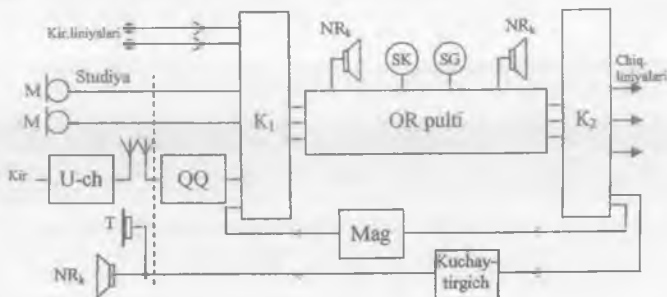 Kir.liniyalari
NRk
SK
SG
NRk
Chiq.
liniyalari
M
Studiya
M
K1
OR pulti
K2
Kir
U-ch
QQ
T
Mag
NRk
Kuchay-
tirgich